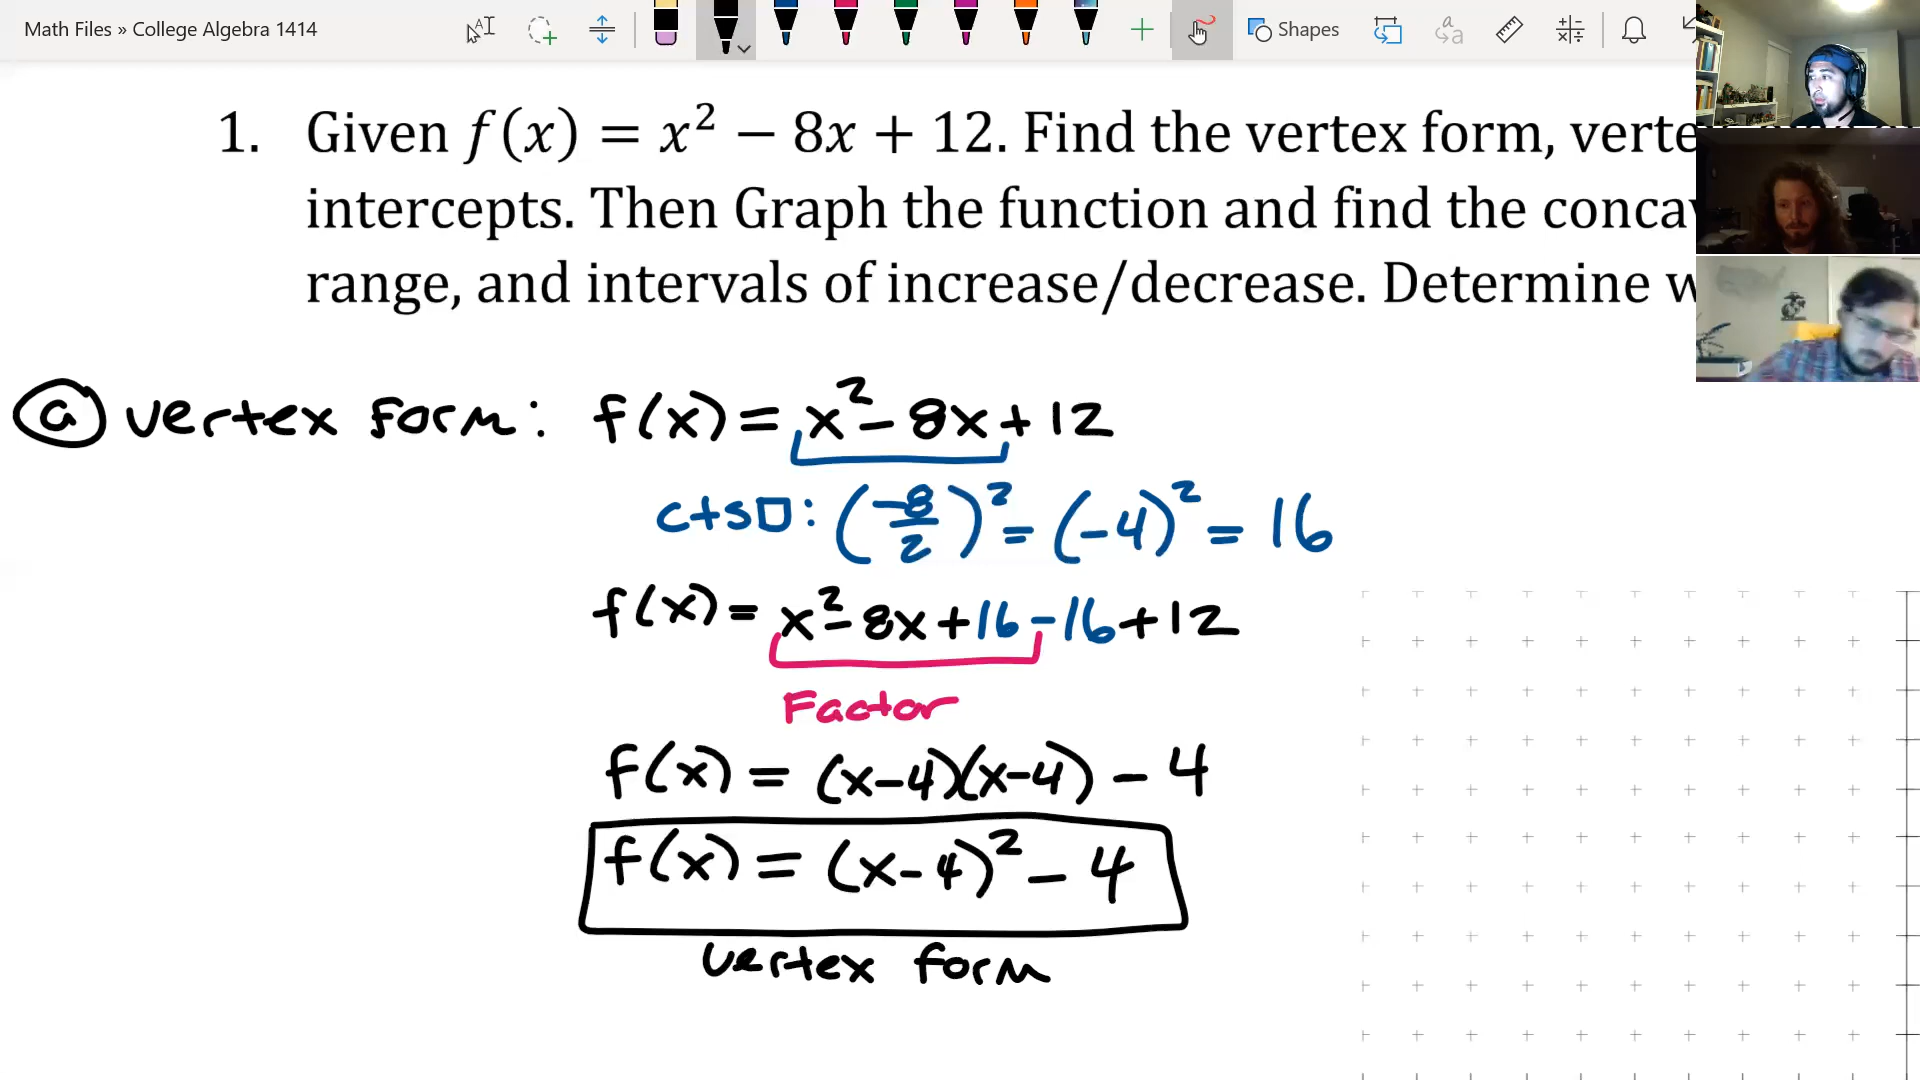 Math Files » College Algebra 1414
Shapes
1. Given f(x) = x² − 8x + 12. Find the vertex form,
intercepts. Then Graph the function and find the
range, and intervals of increase/decrease. Determine
ⓐ vertex form: f(x) = x² − 8x + 12
cts□: (−8/2)² = (−4)² = 16
f(x) = x² − 8x + 16 − 16 + 12
Factor
f(x) = (x−4)(x−4) − 4
f(x) = (x−4)² − 4
vertex form